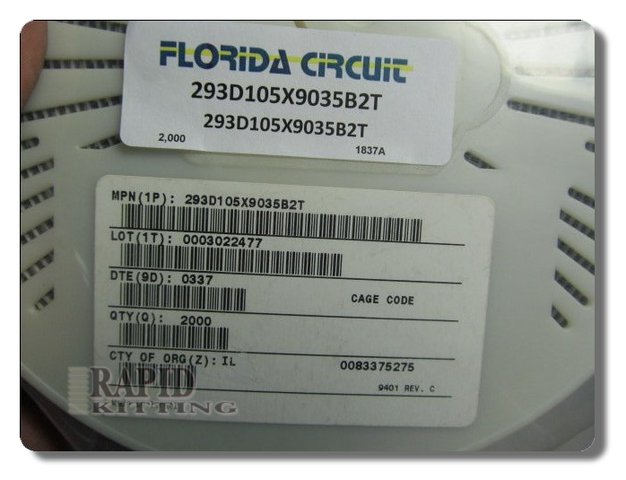 FLORIDA CIRCUIT
293D105X9035B2T
293D105X9035B2T
2,000 1837A
MPN(1P): 293D105X9035B2T
LOT(1T): 0003022477
DTE(9D): 0337
CAGE CODE
QTY(Q): 2000
CTY OF ORG(Z): IL 0083375275
9401 REV. C
RAPID
KITTING